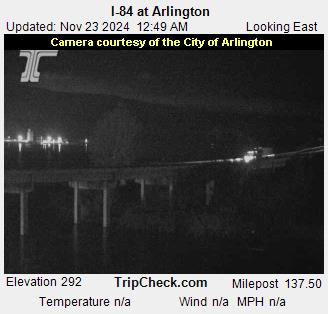 I-84 at Arlington
Updated: Nov 23 2024 12:49 AM Looking East
Camera courtesy of the City of Arlington
Elevation 292 TripCheck.com Milepost 137.50
Temperature n/a Wind n/a MPH n/a